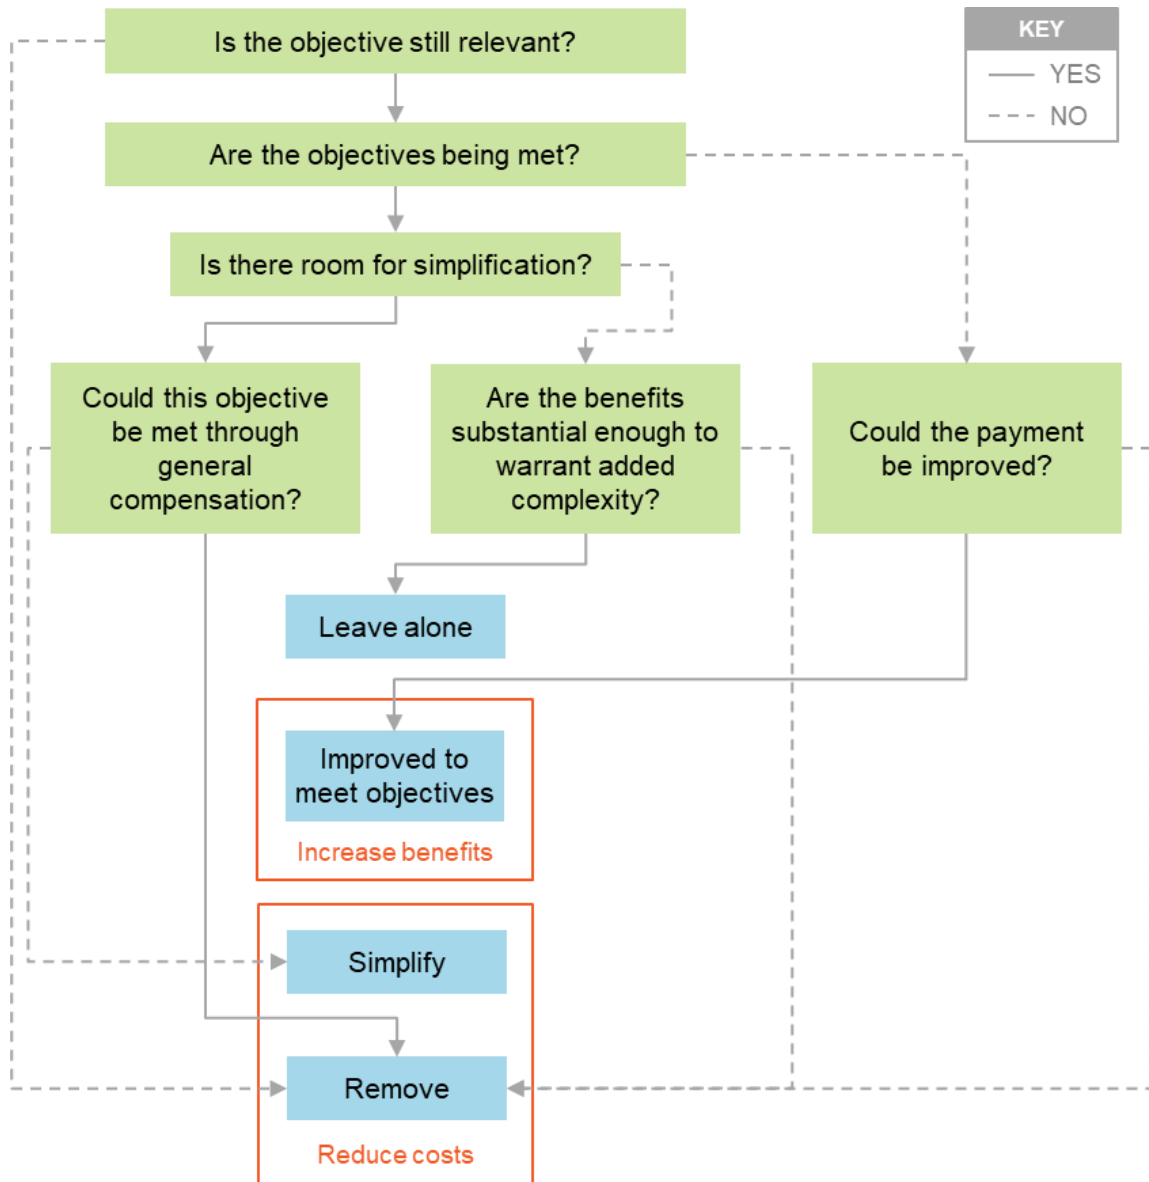 Is the objective still relevant?
KEY
YES
NO
Are the objectives being met?
Is there room for simplification?
Could this objective
be met through
general
compensation?
Are the benefits
substantial enough to
warrant added
complexity?
Could the payment
be improved?
Leave alone
Improved to
meet objectives
Increase benefits
Simplify
Remove
Reduce costs